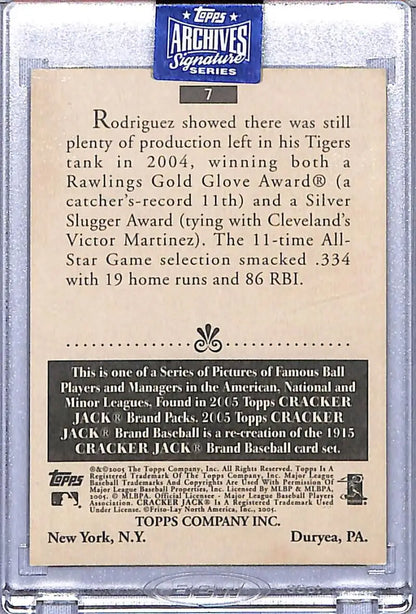 Topps
ARCHIVES
Signature
SERIES
7
Rodriguez showed there was still
plenty of production left in his Tigers
tank in 2004, winning both a
Rawlings Gold Glove Award® (a
catcher's-record 11th) and a Silver
Slugger Award (tying with Cleveland's
Victor Martinez). The 11-time All-
Star Game selection smacked .334
with 19 home runs and 86 RBI.
This is one of a Series of Pictures of Famous Ball
Players and Managers in the American, National and
Minor Leagues. Found in 2005 Topps CRACKER
JACK® Brand Packs. 2005 Topps CRACKER
JACK® Brand Baseball is a re-creation of the 1915
CRACKER JACK® Brand Baseball card set.
Topps
®&©2005 The Topps Company, Inc. All Rights Reserved. Topps Is A
Registered Trademark Of The Topps Company, Inc. Major League
Baseball Trademarks And Copyrights Are Used With Permission Of
Major League Baseball Properties, Inc. Licensed By MLBP & MLBPA,
2005. © MLBPA. Official Licensee - Major League Baseball Players
Association. CRACKER JACK® Is A Registered Trademark Used
Under License. ©Frito-Lay North America, Inc., 2005.
TOPPS COMPANY INC.
New York, N.Y. Duryea, PA.